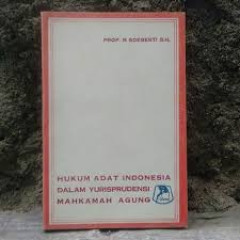 PROF. R SOEBEKTI S.H.
HUKUM ADAT INDONESIA
DALAM YURISPRUDENSI
MAHKAMAH AGUNG